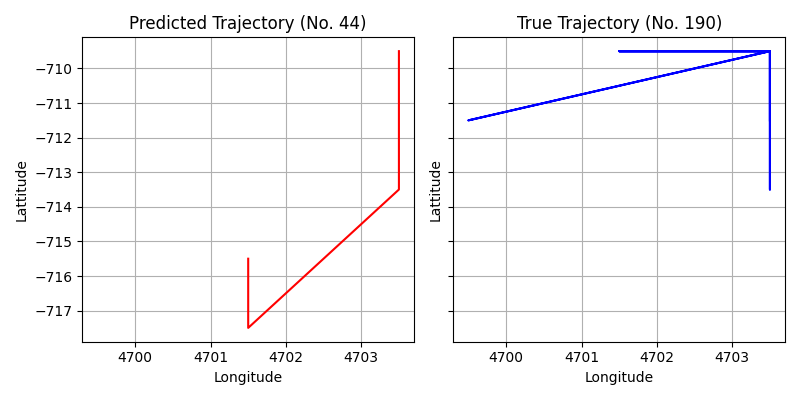 Predicted Trajectory (No. 44)
True Trajectory (No. 190)
Lattitude
−710
−711
−712
−713
−714
−715
−716
−717
4700
4701
4702
4703
Longitude
Lattitude
4700
4701
4702
4703
Longitude